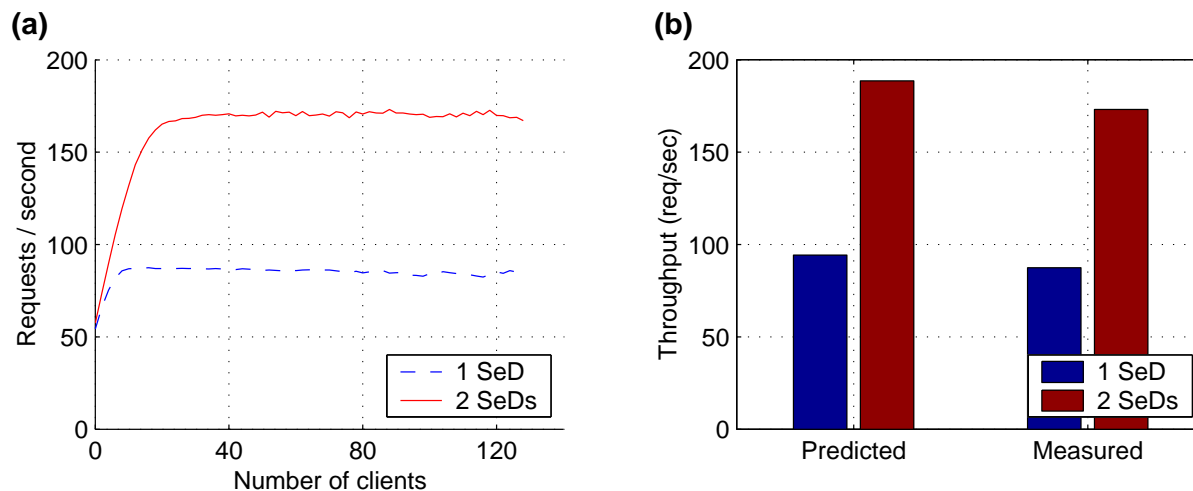 (a)
200
150
100
50
0
Requests / second
0
40
80
120
Number of clients
1 SeD
2 SeDs
(b)
200
150
100
50
0
Throughput (req/sec)
Predicted
Measured
1 SeD
2 SeDs